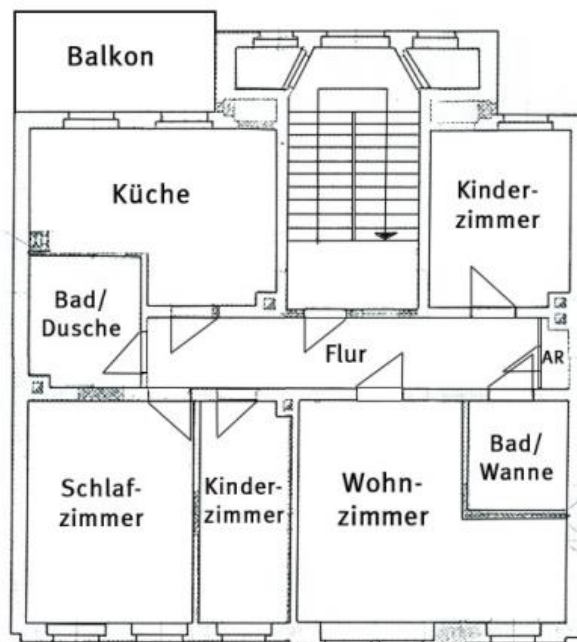 Balkon
Küche
Kinder-
zimmer
Bad/
Dusche
Flur
AR
Bad/
Wanne
Schlaf-
zimmer
Kinder-
zimmer
Wohn-
zimmer